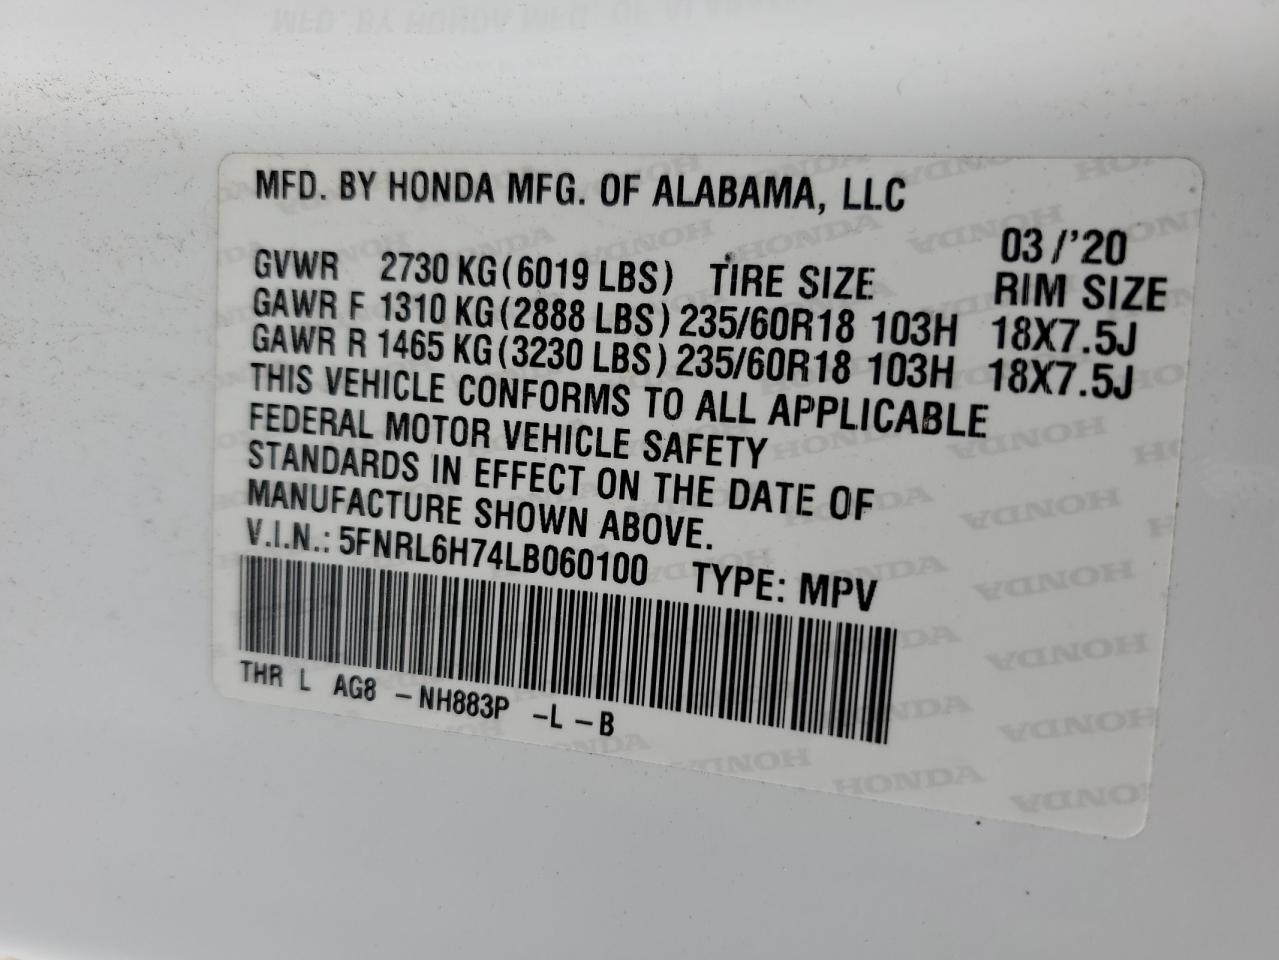 MFD. BY HONDA MFG. OF ALABAMA, LLC
03/'20
GVWR 2730 KG(6019 LBS) TIRE SIZE RIM SIZE
GAWR F 1310 KG(2888 LBS) 235/60R18 103H 18X7.5J
GAWR R 1465 KG(3230 LBS) 235/60R18 103H 18X7.5J
THIS VEHICLE CONFORMS TO ALL APPLICABLE
FEDERAL MOTOR VEHICLE SAFETY
STANDARDS IN EFFECT ON THE DATE OF
MANUFACTURE SHOWN ABOVE.
V.I.N.: 5FNRL6H74LB060100 TYPE: MPV
THR L AG8 -NH883P -L-B